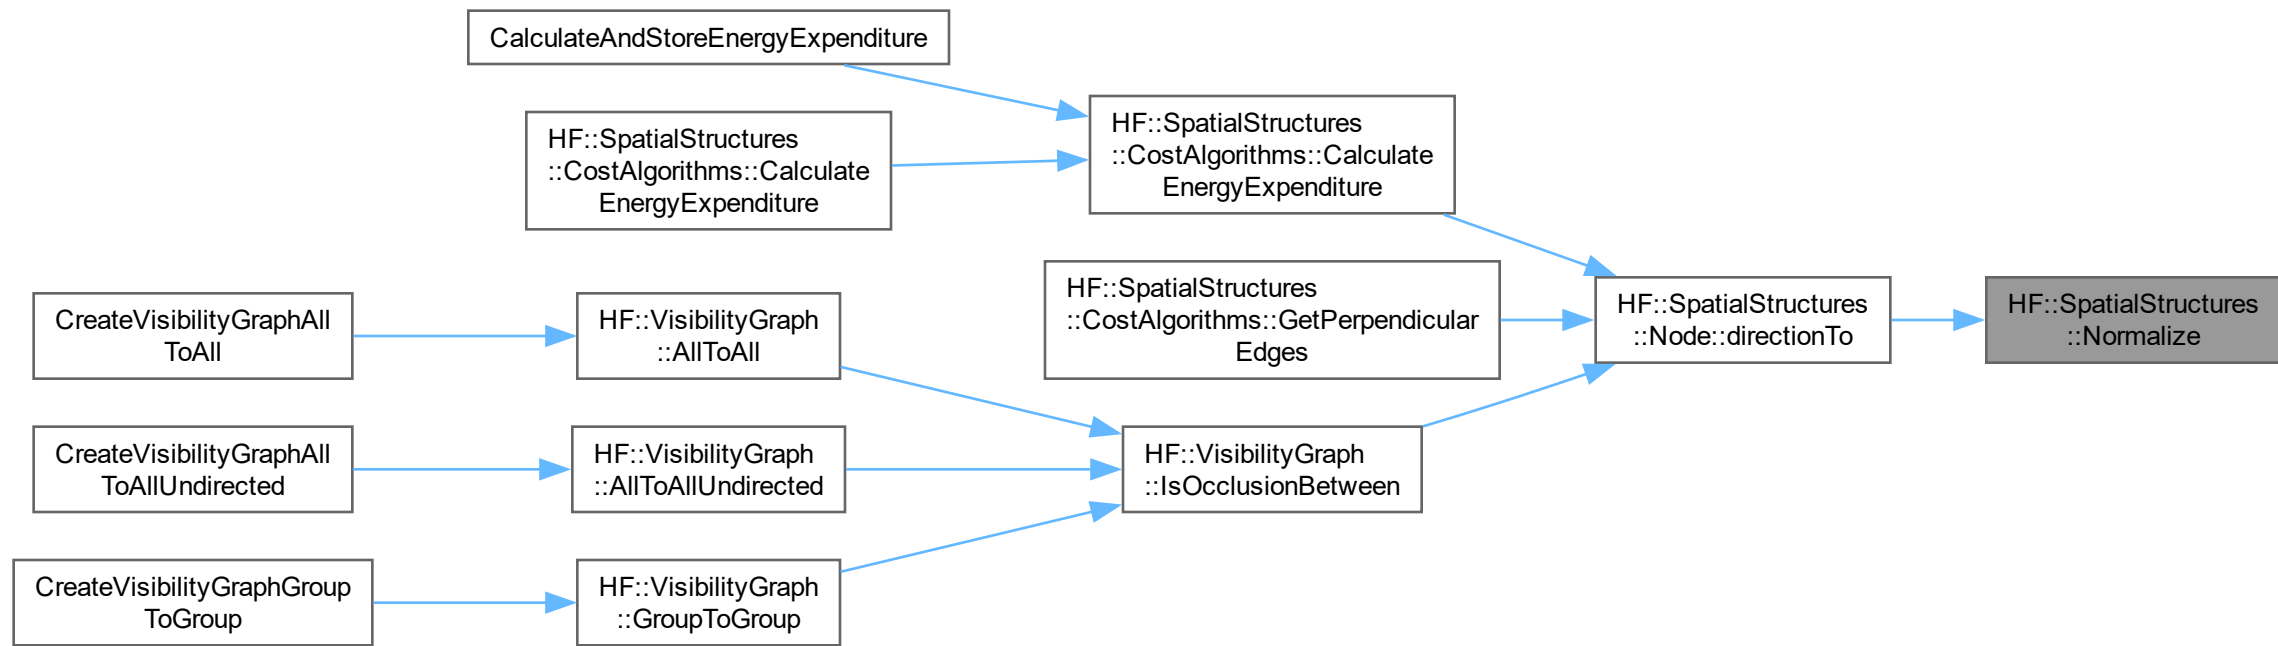 CalculateAndStoreEnergyExpenditure
HF::SpatialStructures
::CostAlgorithms::Calculate
EnergyExpenditure
HF::SpatialStructures
::CostAlgorithms::Calculate
EnergyExpenditure
HF::SpatialStructures
::CostAlgorithms::GetPerpendicular
Edges
HF::SpatialStructures
::Node::directionTo
HF::SpatialStructures
::Normalize
CreateVisibilityGraphAll
ToAll
HF::VisibilityGraph
::AllToAll
CreateVisibilityGraphAll
ToAllUndirected
HF::VisibilityGraph
::AllToAllUndirected
HF::VisibilityGraph
::IsOcclusionBetween
CreateVisibilityGraphGroup
ToGroup
HF::VisibilityGraph
::GroupToGroup